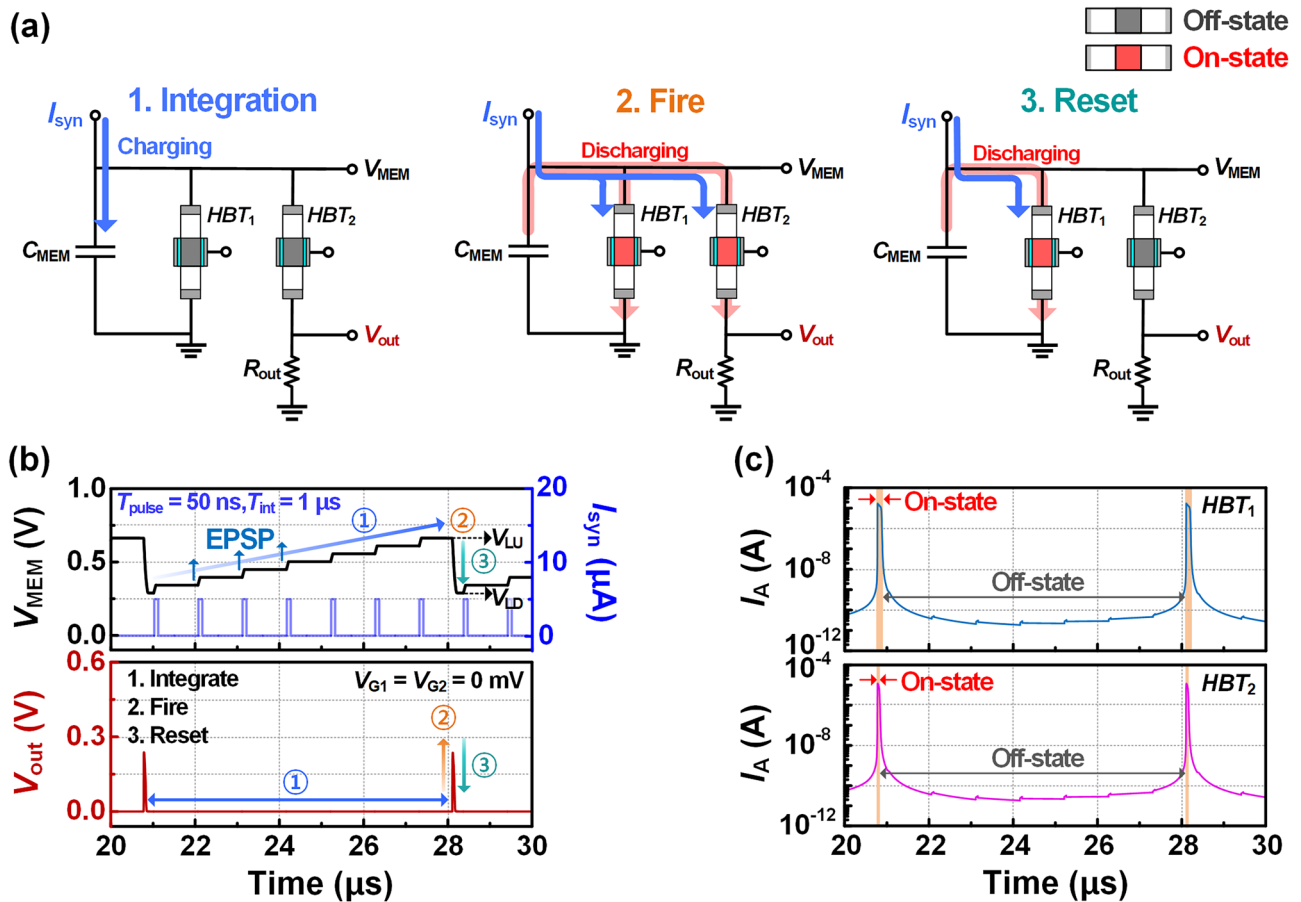 (a)
Off-state
On-state
1. Integration
2. Fire
3. Reset
Isyn
Charging
VMEM
HBT1
HBT2
CMEM
Vout
Rout
Isyn
Discharging
VMEM
HBT1
HBT2
CMEM
Vout
Rout
Isyn
Discharging
VMEM
HBT1
HBT2
CMEM
Vout
Rout
(b)
1.0
0.5
0.0
VMEM (V)
Tpulse = 50 ns, Tint = 1 μs
EPSP
①
②
③
VLU
VLD
20
10
0
Isyn (μA)
0.6
0.3
0.0
Vout (V)
1. Integrate
2. Fire
3. Reset
VG1 = VG2 = 0 mV
①
②
③
20 22 24 26 28 30
Time (μs)
(c)
10-4
10-8
10-12
IA (A)
On-state
HBT1
Off-state
10-4
10-8
10-12
IA (A)
On-state
HBT2
Off-state
20 22 24 26 28 30
Time (μs)